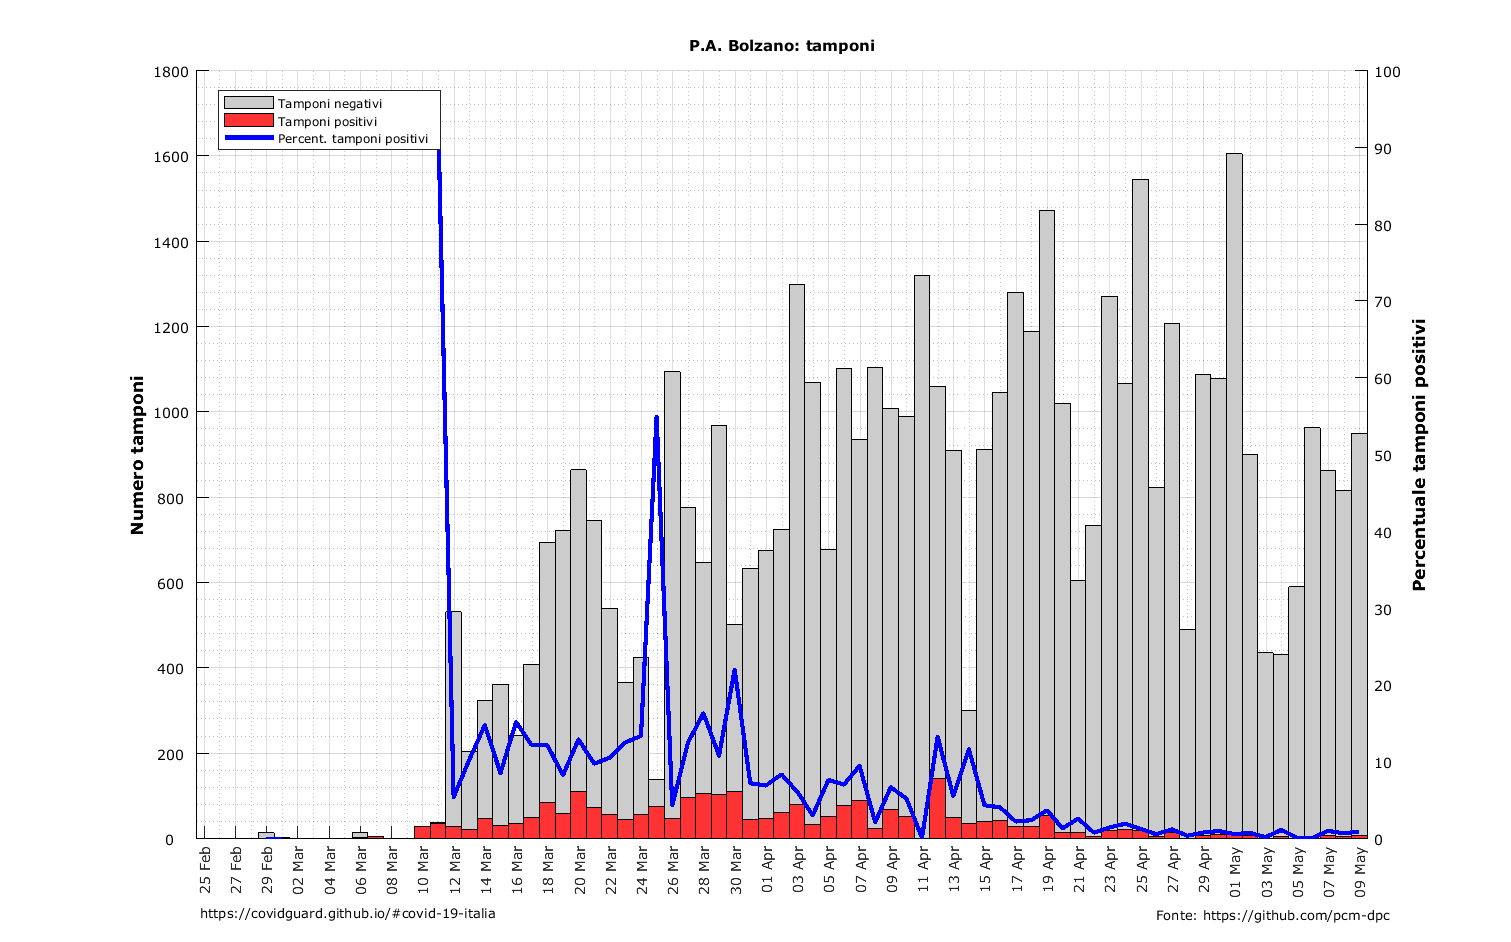 P.A. Bolzano: tamponi
Tamponi negativi
Tamponi positivi
Percent. tamponi positivi
Numero tamponi
0
200
400
600
800
1000
1200
1400
1600
1800
Percentuale tamponi positivi
0
10
20
30
40
50
60
70
80
90
100
25 Feb
27 Feb
29 Feb
02 Mar
04 Mar
06 Mar
08 Mar
10 Mar
12 Mar
14 Mar
16 Mar
18 Mar
20 Mar
22 Mar
24 Mar
26 Mar
28 Mar
30 Mar
01 Apr
03 Apr
05 Apr
07 Apr
09 Apr
11 Apr
13 Apr
15 Apr
17 Apr
19 Apr
21 Apr
23 Apr
25 Apr
27 Apr
29 Apr
01 May
03 May
05 May
07 May
09 May
https://covidguard.github.io/#covid-19-italia
Fonte: https://github.com/pcm-dpc